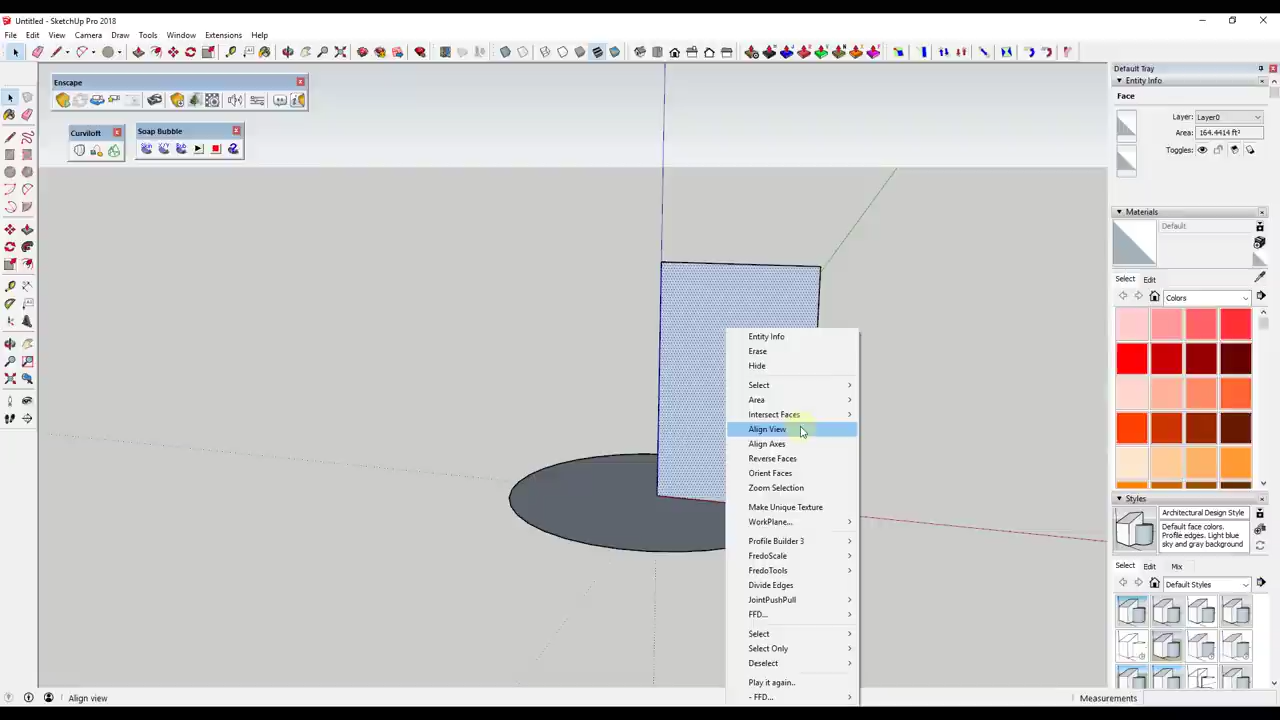 Untitled - SketchUp Pro 2018
File Edit View Camera Draw Tools Window Extensions Help
Enscape
Curviloft
Soap Bubble
Entity Info
Erase
Hide
Select
Area
Intersect Faces
Align View
Align Axes
Reverse Faces
Orient Faces
Zoom Selection
Make Unique Texture
WorkPlane...
Profile Builder 3
FredoScale
FredoTools
Divide Edges
JointPushPull
FFD...
Select
Select Only
Deselect
Play it again..
- FFD...
Default Tray
Entity Info
Face
Layer: Layer0
Area: 164.4414 ft²
Toggles:
Materials
Default
Select Edit
Colors
Styles
Architectural Design Style
Default face colors.
Profile edges. Light blue
sky and gray background
Select Edit Mix
Default Styles
Align view
Measurements